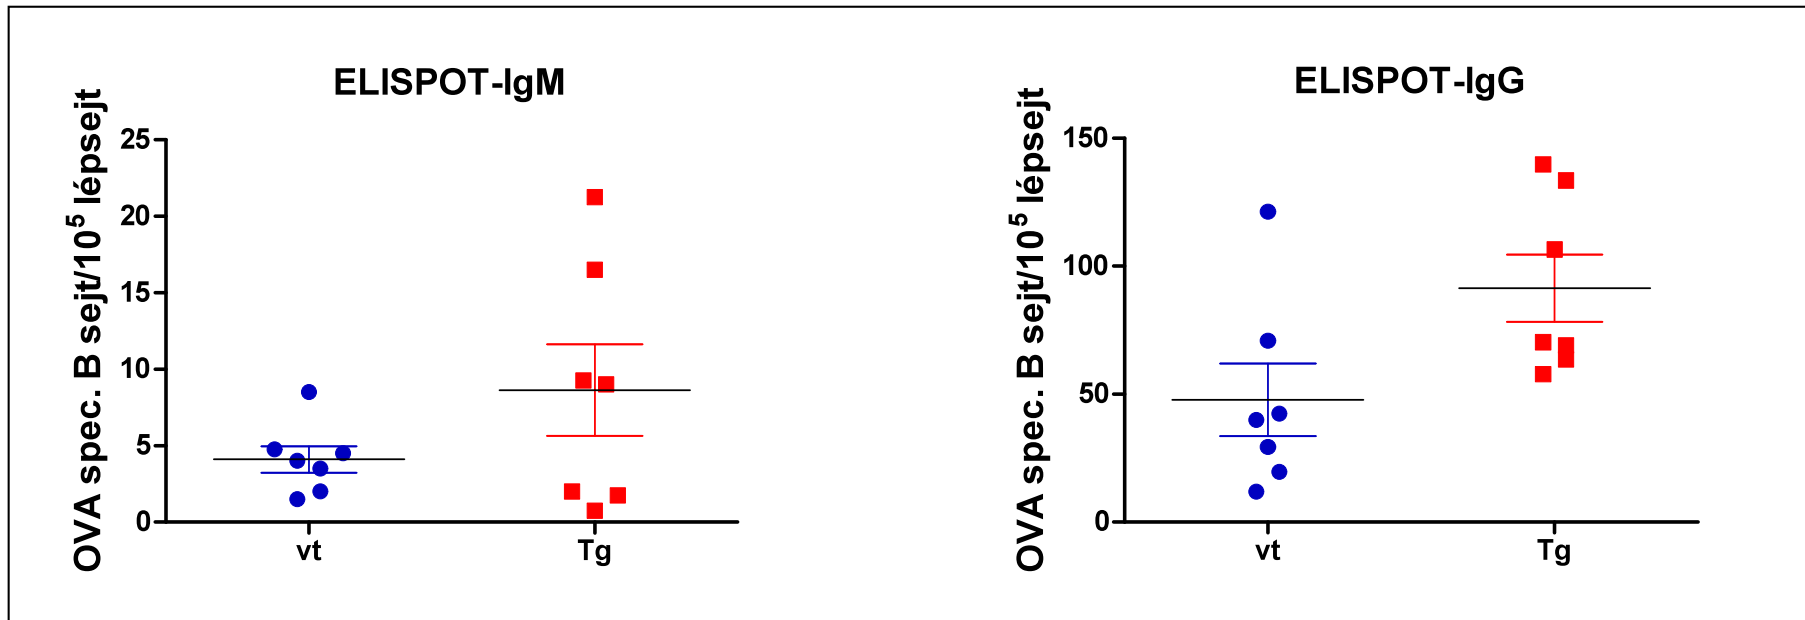 ELISPOT-IgM
OVA spec. B sejt/10⁵ lépsejt
25
20
15
10
5
0
vt
Tg
ELISPOT-IgG
OVA spec. B sejt/10⁵ lépsejt
150
100
50
0
vt
Tg